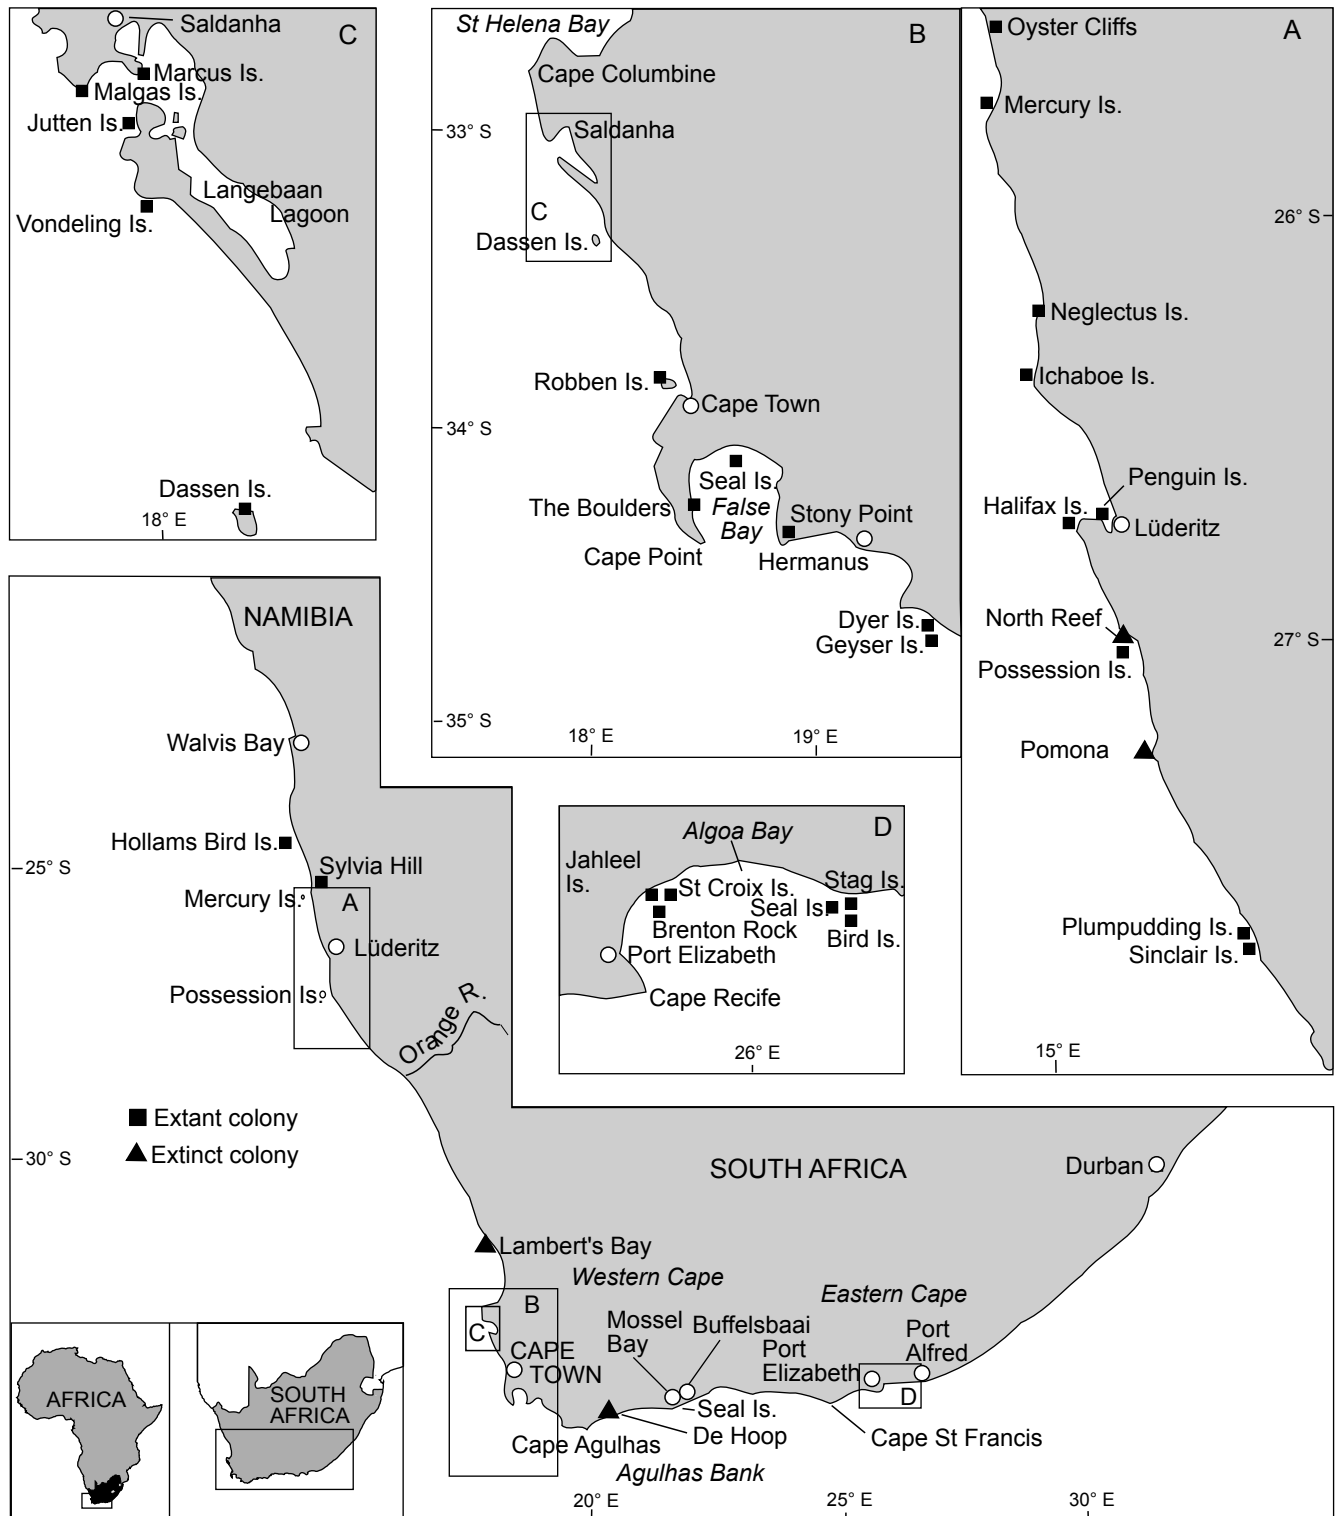 C
Saldanha
Marcus Is.
Malgas Is.
Jutten Is.
Langebaan
Lagoon
Vondeling Is.
Dassen Is.
18° E
St Helena Bay
B
Cape Columbine
33° S
Saldanha
C
Dassen Is.
Robben Is.
Cape Town
34° S
Seal Is.
The Boulders
False
Bay
Stony Point
Cape Point
Hermanus
Dyer Is.
Geyser Is.
35° S
18° E
19° E
A
Oyster Cliffs
Mercury Is.
26° S
Neglectus Is.
Ichaboe Is.
Penguin Is.
Halifax Is.
Lüderitz
North Reef
27° S
Possession Is.
Pomona
Plumpudding Is.
Sinclair Is.
15° E
Algoa Bay
D
Jahleel
Is.
St Croix Is.
Stag Is.
Seal Is.
Brenton Rock
Bird Is.
Port Elizabeth
Cape Recife
26° E
NAMIBIA
Walvis Bay
Hollams Bird Is.
25° S
Sylvia Hill
Mercury Is.
A
Lüderitz
Possession Is.
Orange R.
Extant colony
Extinct colony
30° S
SOUTH AFRICA
Durban
Lambert's Bay
Western Cape
Eastern Cape
B
C
Mossel
Bay
Buffelsbaai
Port
Elizabeth
Port
Alfred
CAPE
TOWN
D
Seal Is.
De Hoop
Cape Agulhas
Cape St Francis
Agulhas Bank
20° E
25° E
30° E
AFRICA
SOUTH
AFRICA